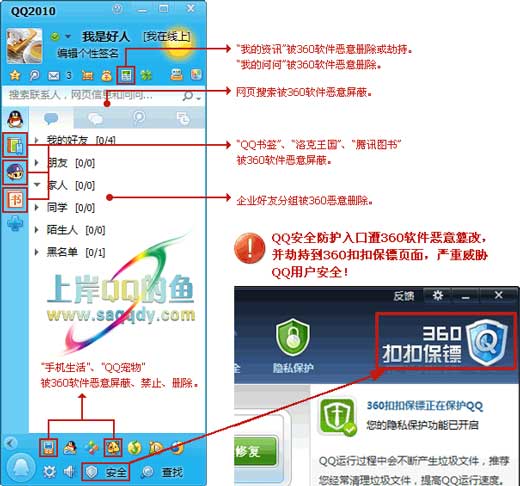 QQ2010
我是好人 [我在线上]
编辑个性签名
3
搜索联系人，网页信息和问问...
我的好友 [0/4]
朋友 [0/0]
家人 [0/0]
同学 [0/0]
陌生人 [0/0]
黑名单 [0/1]
书
上岸QQ的鱼
www.saqqdy.com
"手机生活"、"QQ宠物"
被360软件恶意屏蔽、禁止、删除。
安全
查找
"我的资讯"被360软件恶意删除或劫持。
"我的问问"被360软件恶意删除。
网页搜索被360软件恶意屏蔽。
"QQ书签"、"洛克王国"、"腾讯图书"
被360软件恶意屏蔽。
企业好友分组被360恶意删除。
QQ安全防护入口遭360软件恶意篡改，
并劫持到360扣扣保镖页面，严重威胁
QQ用户安全！
反馈
360
扣扣保镖
全
隐私保护
修复
360扣扣保镖正在保护QQ
您的隐私保护功能已开启
QQ运行过程中会不断产生垃圾文件，推荐
您经常清理垃圾文件，提高QQ运行速度。